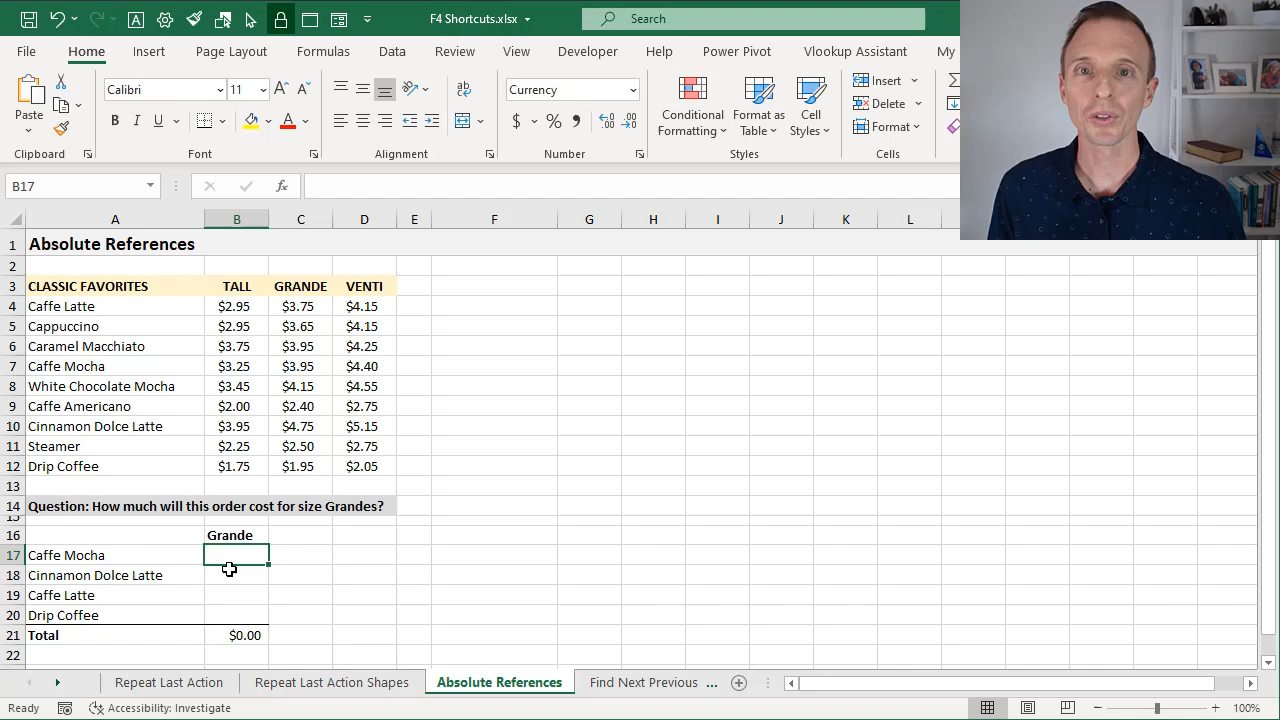 F4 Shortcuts.xlsx
Search
File Home Insert Draw Page Layout Formulas Data Review View Developer Help Power Pivot Vlookup Assistant My
Paste
Calibri 11
B I U A
Currency
$ % ,
Conditional Formatting
Format as Table
Cell Styles
Insert
Delete
Format
Clipboard Font Alignment Number Styles Cells
B17 fx
A B C D E F G H I J K L
1 Absolute References
2
3 CLASSIC FAVORITES TALL GRANDE VENTI
4 Caffe Latte $2.95 $3.75 $4.15
5 Cappuccino $2.95 $3.65 $4.15
6 Caramel Macchiato $3.75 $3.95 $4.25
7 Caffe Mocha $3.25 $3.95 $4.40
8 White Chocolate Mocha $3.45 $4.15 $4.55
9 Caffe Americano $2.00 $2.40 $2.75
10 Cinnamon Dolce Latte $3.95 $4.75 $5.15
11 Steamer $2.25 $2.50 $2.75
12 Drip Coffee $1.75 $1.95 $2.05
13
14 Question: How much will this order cost for size Grandes?
15
16 Grande
17 Caffe Mocha
18 Cinnamon Dolce Latte
19 Caffe Latte
20 Drip Coffee
21 Total $0.00
22
Repeat Last Action Repeat Last Action Shapes Absolute References Find Next Previous ...
Ready Accessibility: Investigate 100%